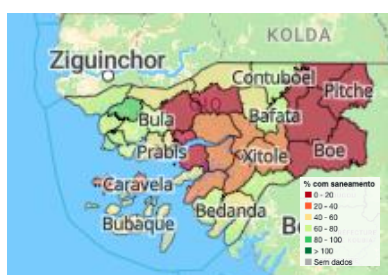 KOLDA
Ziguinchor
Contuboel
Pitche
OIO
Bula
Bafata
Prabis
Xitole
Boe
Caravela
Bedanda
Bubaque
% com saneamento
0 - 20
20 - 40
40 - 60
60 - 80
80 - 100
> 100
Sem dados